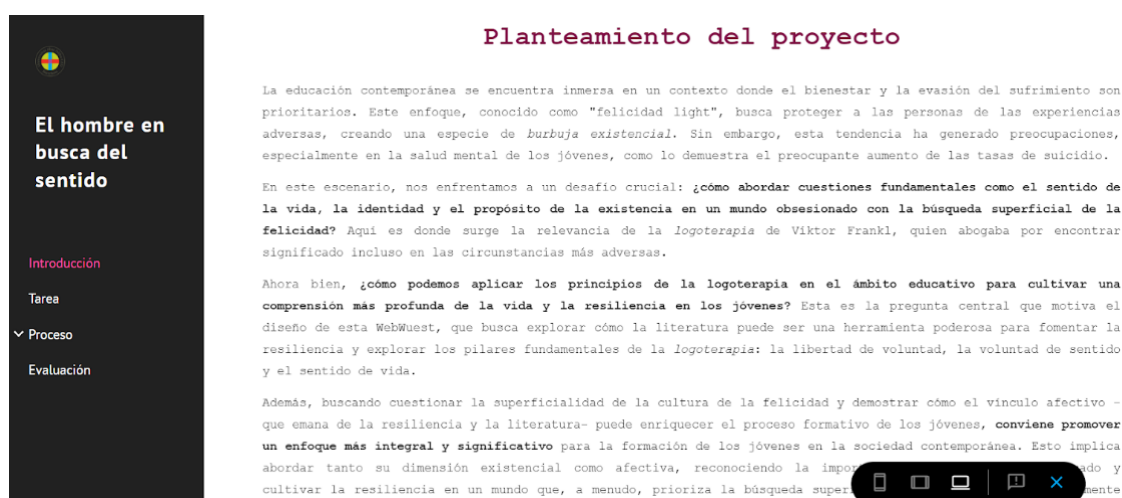 El hombre en
busca del
sentido
Introducción
Tarea
Proceso
Evaluación
Planteamiento del proyecto
La educación contemporánea se encuentra inmersa en un contexto donde el bienestar y la evasión del sufrimiento son
prioritarios. Este enfoque, conocido como "felicidad light", busca proteger a las personas de las experiencias
adversas, creando una especie de burbuja existencial. Sin embargo, esta tendencia ha generado preocupaciones,
especialmente en la salud mental de los jóvenes, como lo demuestra el preocupante aumento de las tasas de suicidio.
En este escenario, nos enfrentamos a un desafío crucial: ¿cómo abordar cuestiones fundamentales como el sentido de
la vida, la identidad y el propósito de la existencia en un mundo obsesionado con la búsqueda superficial de la
felicidad? Aquí es donde surge la relevancia de la logoterapia de Viktor Frankl, quien abogaba por encontrar
significado incluso en las circunstancias más adversas.
Ahora bien, ¿cómo podemos aplicar los principios de la logoterapia en el ámbito educativo para cultivar una
comprensión más profunda de la vida y la resiliencia en los jóvenes? Esta es la pregunta central que motiva el
diseño de esta WebWuest, que busca explorar cómo la literatura puede ser una herramienta poderosa para fomentar la
resiliencia y explorar los pilares fundamentales de la logoterapia: la libertad de voluntad, la voluntad de sentido
y el sentido de vida.
Además, buscando cuestionar la superficialidad de la cultura de la felicidad y demostrar cómo el vínculo afectivo -
que emana de la resiliencia y la literatura- puede enriquecer el proceso formativo de los jóvenes, conviene promover
un enfoque más integral y significativo para la formación de los jóvenes en la sociedad contemporánea. Esto implica
abordar tanto su dimensión existencial como afectiva, reconociendo la impor ado y
cultivar la resiliencia en un mundo que, a menudo, prioriza la búsqueda superf mente